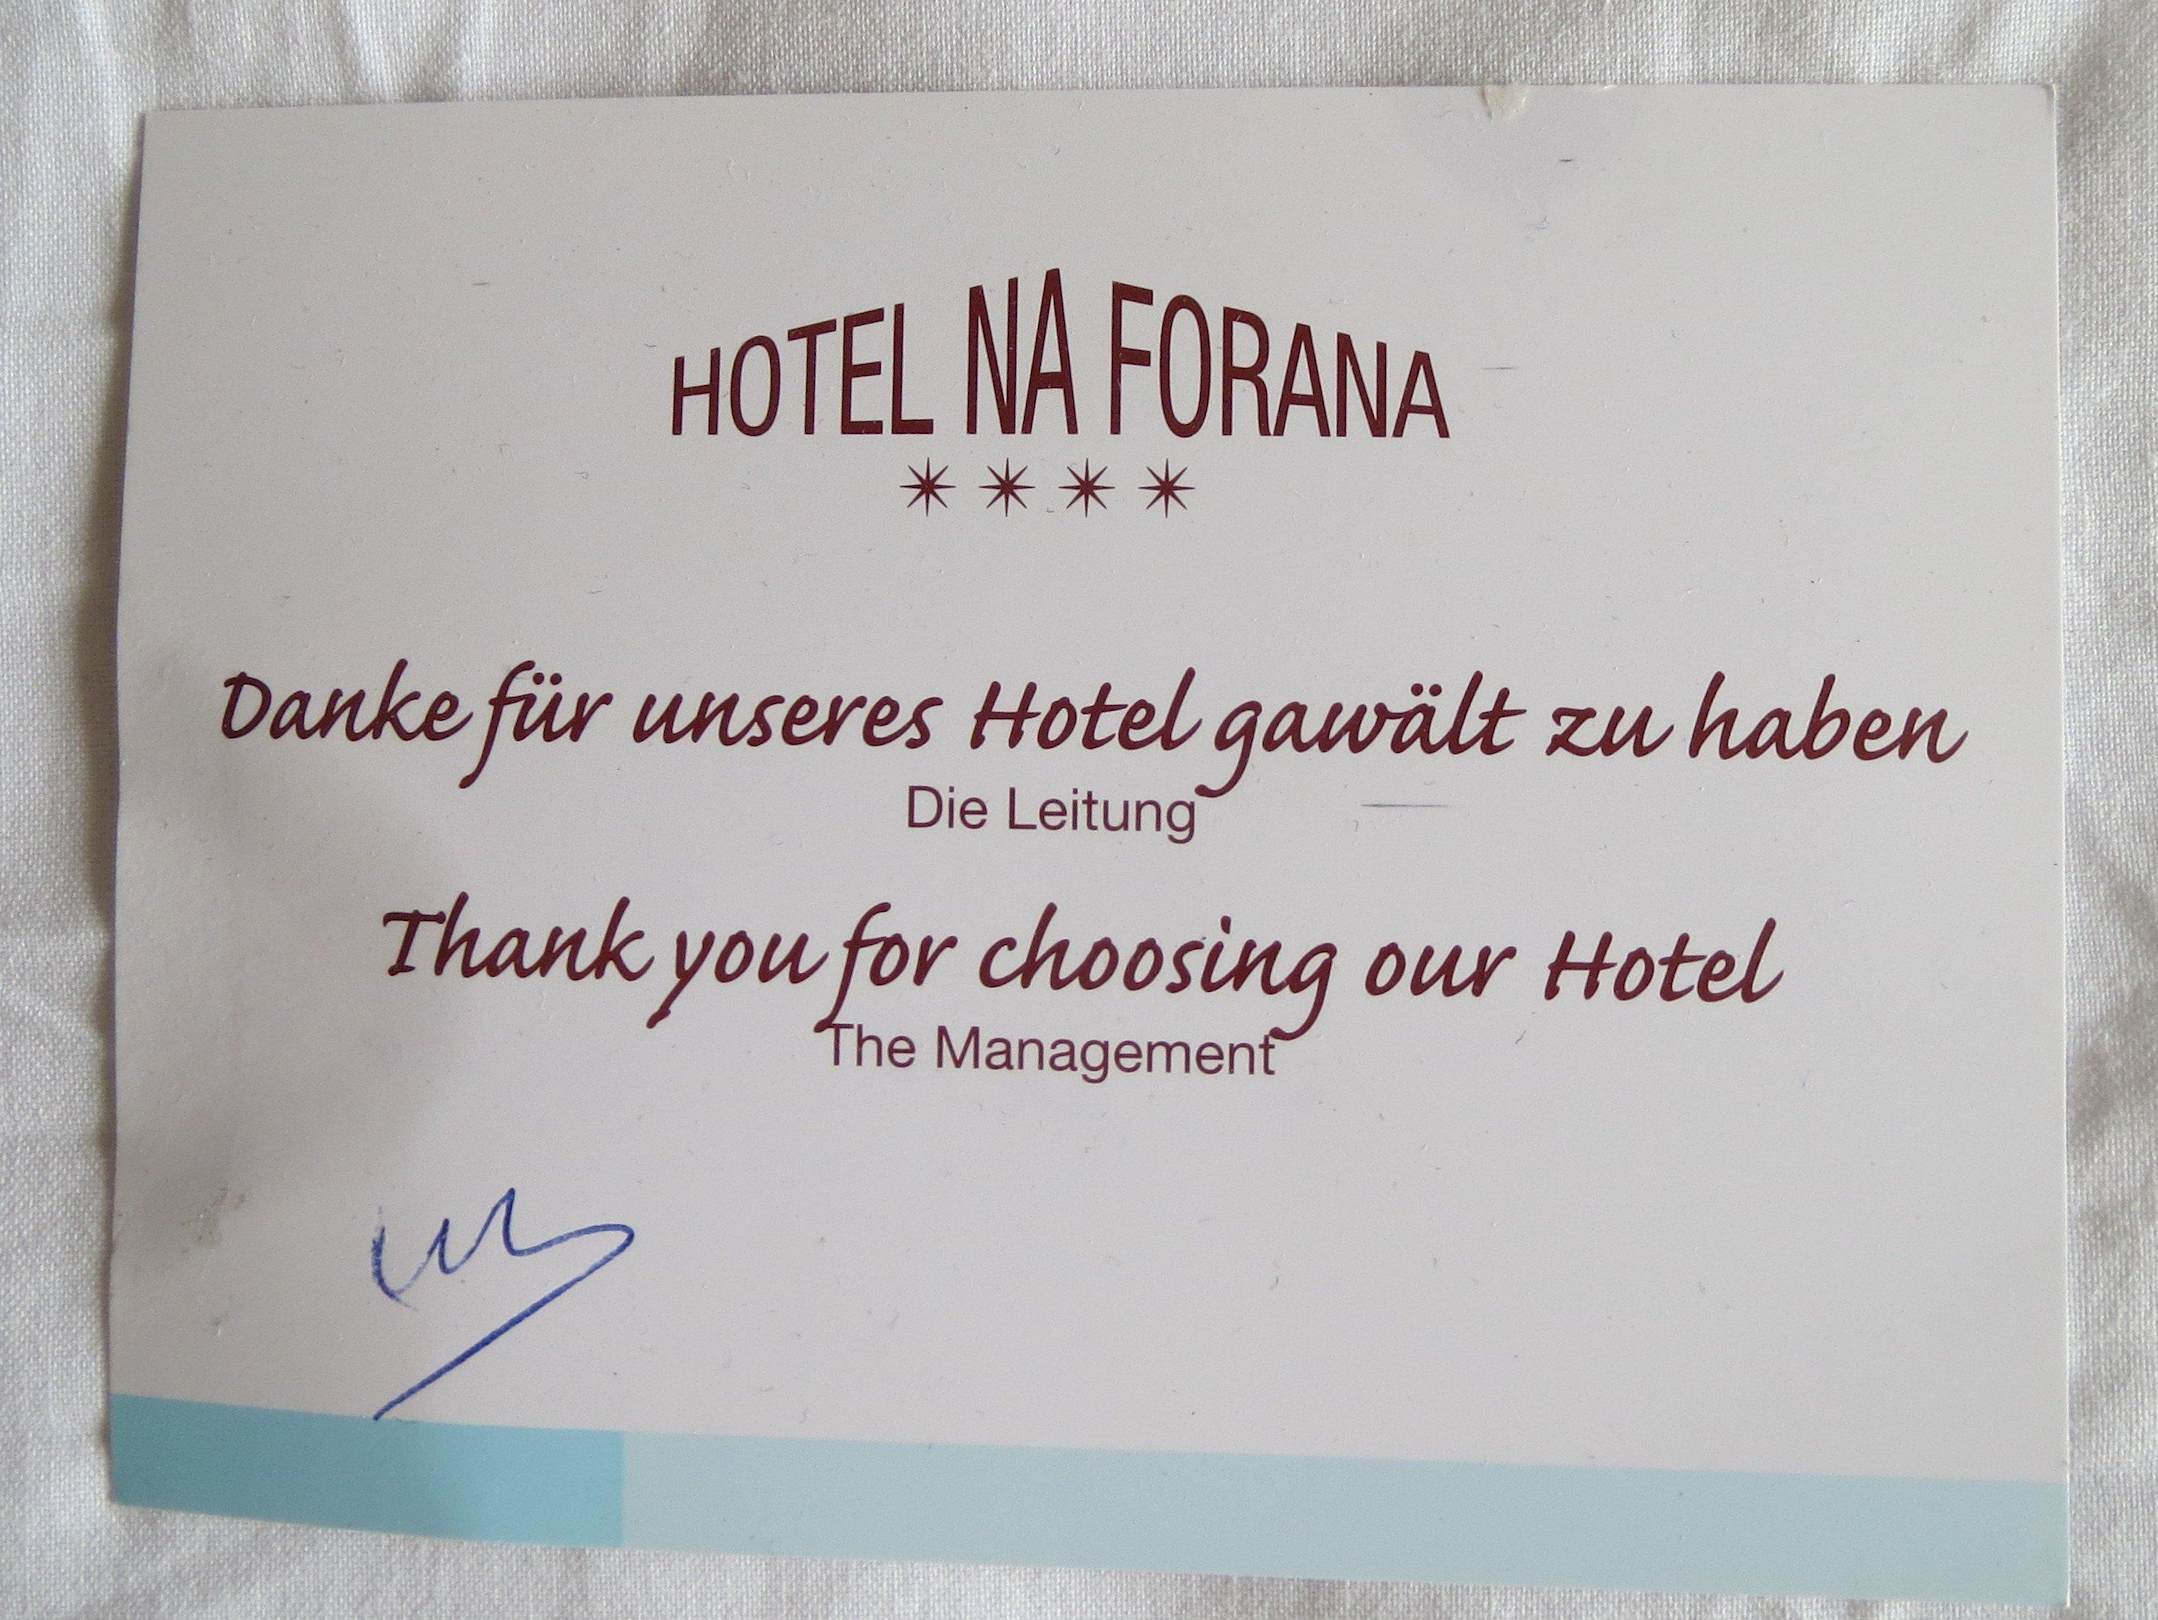 HOTEL NA FORANA
Danke für unseres Hotel gawält zu haben
Die Leitung
Thank you for choosing our Hotel
The Management